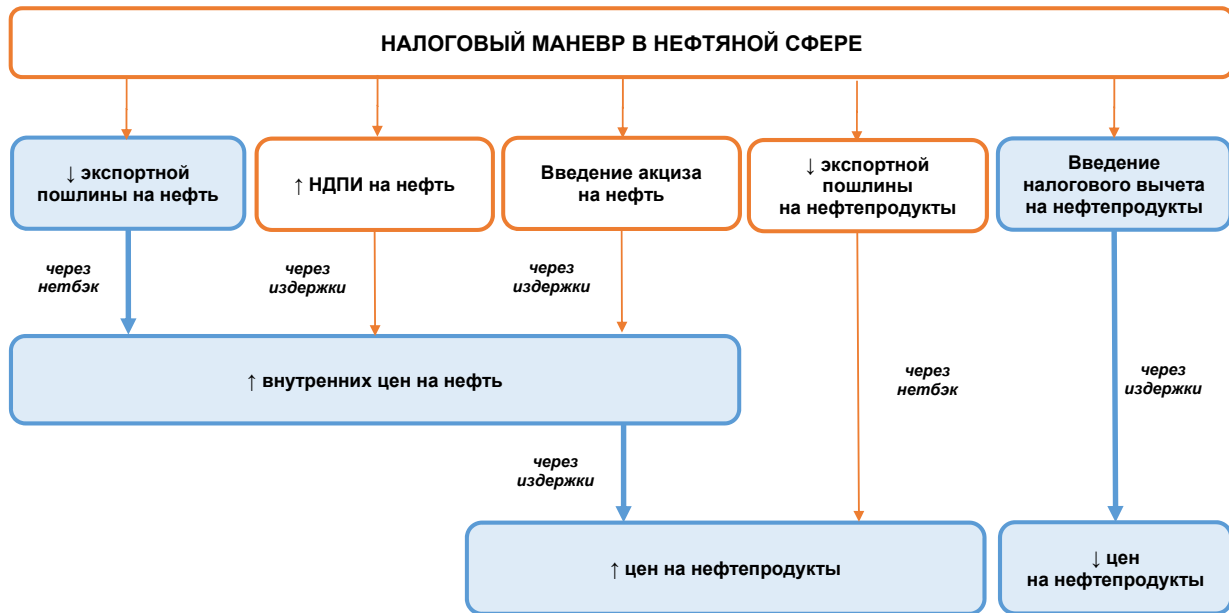 НАЛОГОВЫЙ МАНЕВР В НЕФТЯНОЙ СФЕРЕ
↓ экспортной
пошлины на нефть
↑ НДПИ на нефть
Введение акциза
на нефть
↓ экспортной
пошлины
на нефтепродукты
Введение
налогового вычета
на нефтепродукты
через
нетбэк
через
издержки
через
издержки
↑ внутренних цен на нефть
через
нетбэк
через
издержки
через
издержки
↑ цен на нефтепродукты
↓ цен
на нефтепродукты